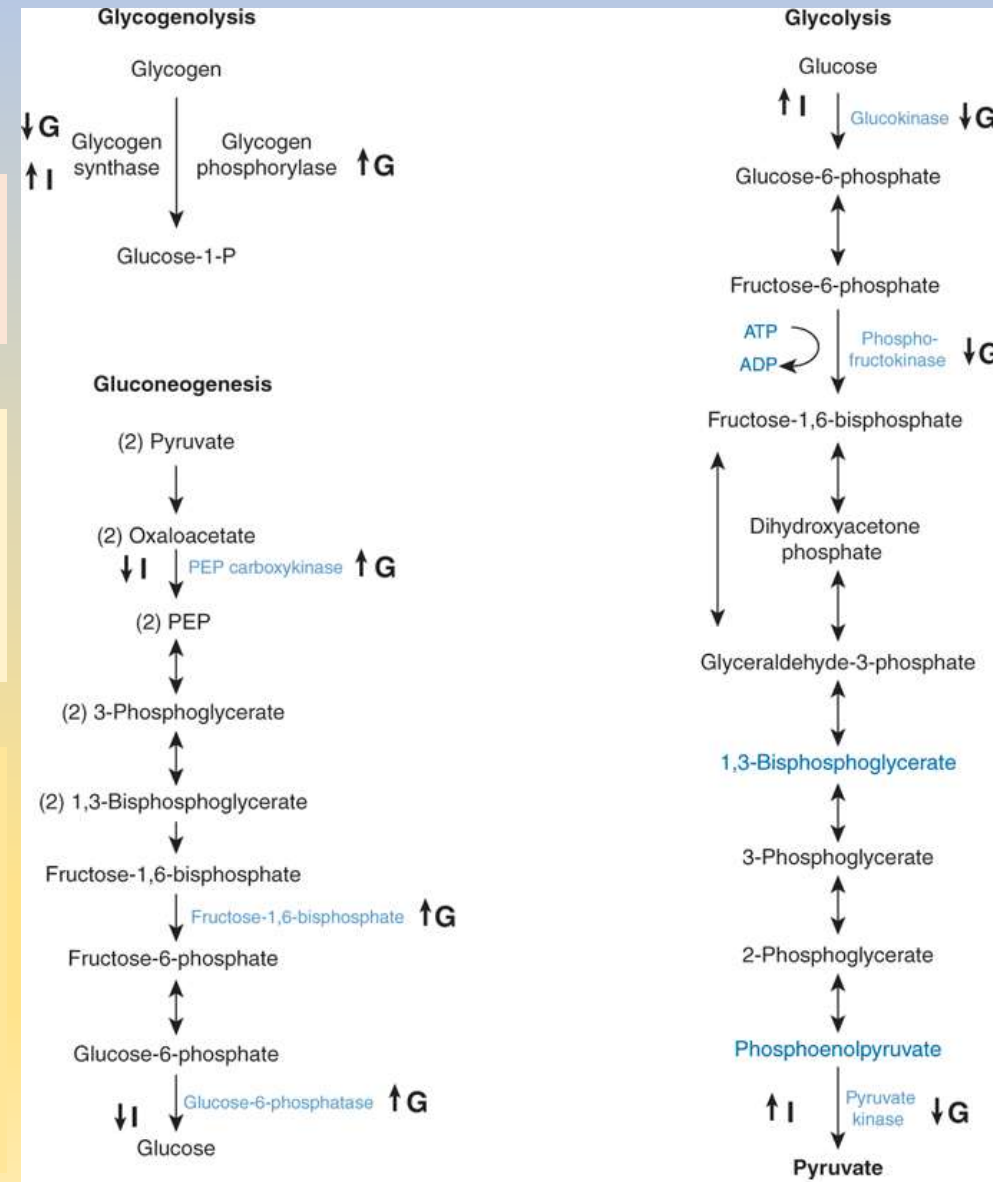 Glycogenolysis
Glycogen
↓G
↑I
Glycogen
synthase
Glycogen
phosphorylase
↑G
Glucose-1-P
Gluconeogenesis
(2) Pyruvate
(2) Oxaloacetate
↓I
PEP carboxykinase ↑G
(2) PEP
(2) 3-Phosphoglycerate
(2) 1,3-Bisphosphoglycerate
Fructose-1,6-bisphosphate
Fructose-1,6-bisphosphate ↑G
Fructose-6-phosphate
Glucose-6-phosphate
↓I
Glucose-6-phosphatase ↑G
Glucose
Glycolysis
Glucose
↑I
Glucokinase ↓G
Glucose-6-phosphate
Fructose-6-phosphate
ATP
ADP
Phospho-
fructokinase
↓G
Fructose-1,6-bisphosphate
Dihydroxyacetone
phosphate
Glyceraldehyde-3-phosphate
1,3-Bisphosphoglycerate
3-Phosphoglycerate
2-Phosphoglycerate
Phosphoenolpyruvate
↑I
Pyruvate
kinase
↓G
Pyruvate